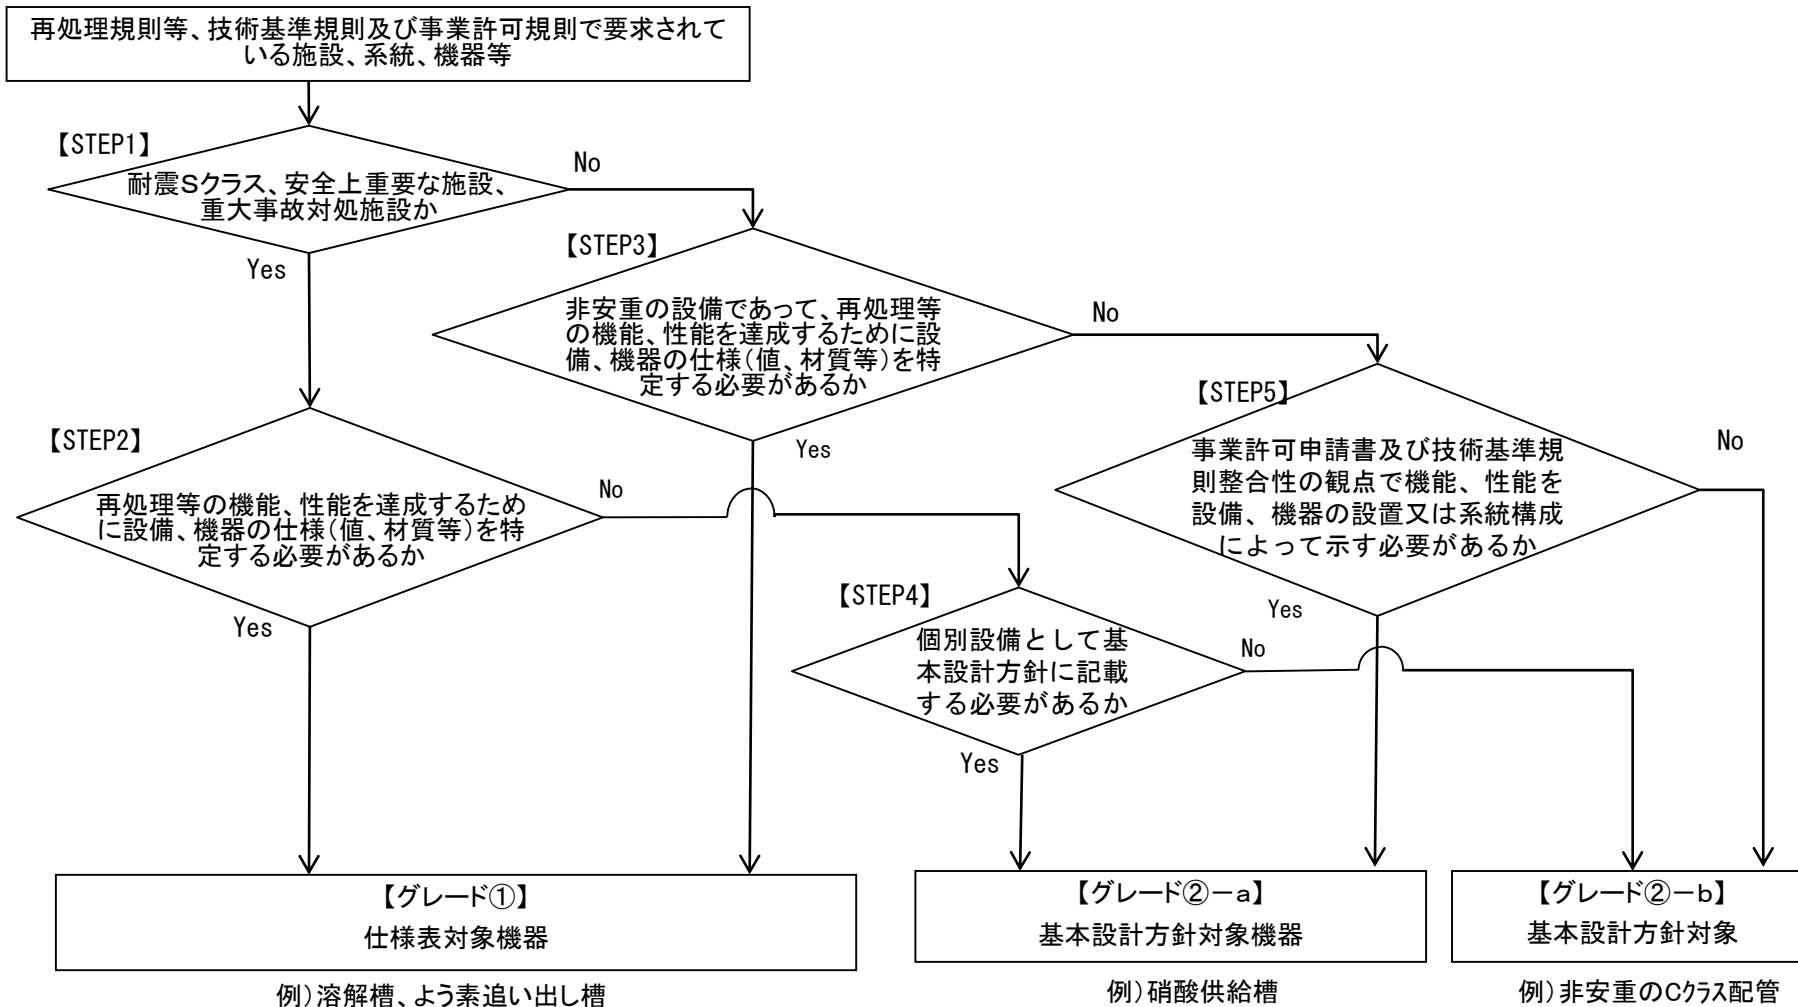 再処理規則等、技術基準規則及び事業許可規則で要求されて
いる施設、系統、機器等
【STEP1】
耐震Sクラス、安全上重要な施設、
重大事故対処施設か
No
Yes
【STEP3】
非安重の設備であって、再処理等
の機能、性能を達成するために設
備、機器の仕様(値、材質等)を特
定する必要があるか
No
Yes
【STEP2】
再処理等の機能、性能を達成するため
に設備、機器の仕様(値、材質等)を特
定する必要があるか
No
Yes
【STEP5】
事業許可申請書及び技術基準規
則整合性の観点で機能、性能を
設備、機器の設置又は系統構成
によって示す必要があるか
No
Yes
【STEP4】
個別設備として基
本設計方針に記載
する必要があるか
No
Yes
【グレード①】
仕様表対象機器
例)溶解槽、よう素追い出し槽
【グレード②-a】
基本設計方針対象機器
例)硝酸供給槽
【グレード②-b】
基本設計方針対象
例)非安重のCクラス配管